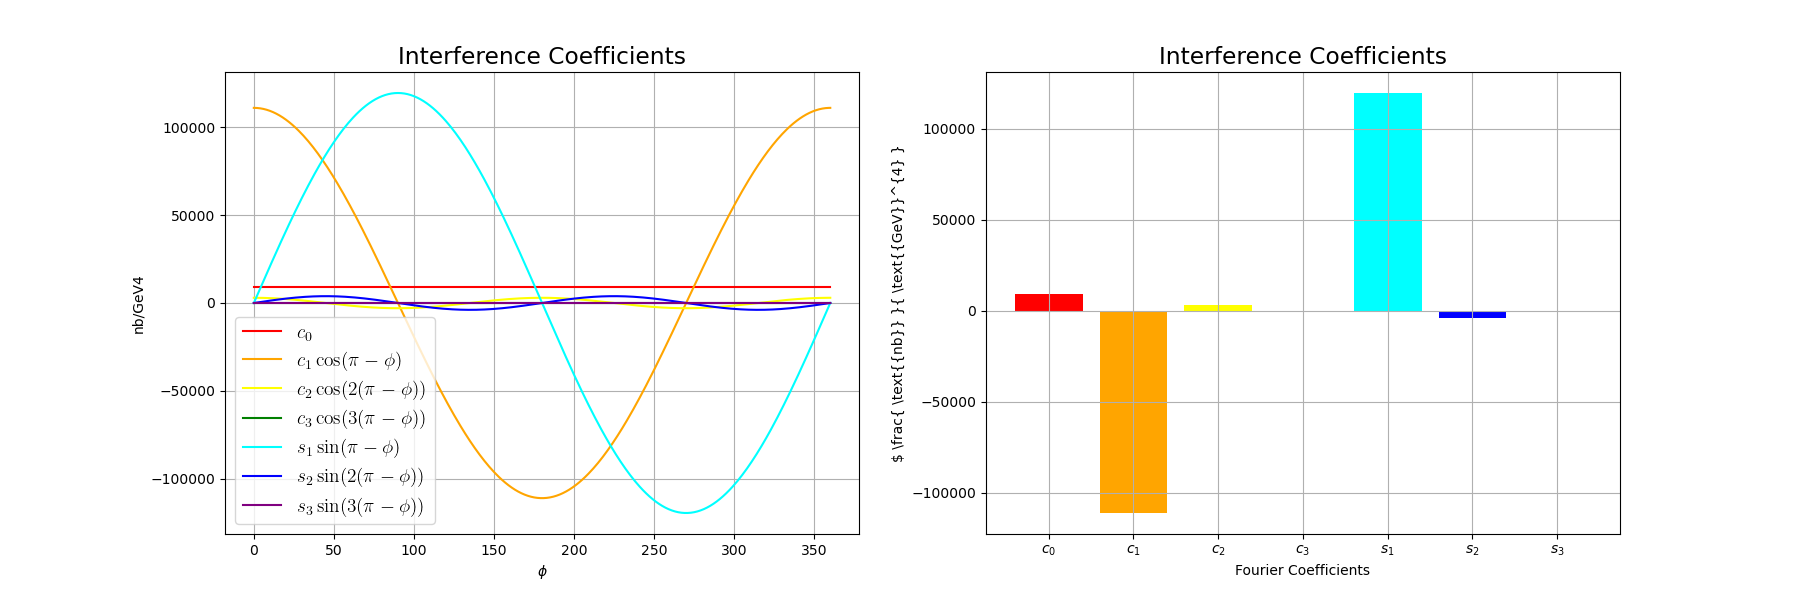 Interference Coefficients
100000
50000
0
−50000
−100000
nb/GeV4
c₀
c₁ cos(π − ϕ)
c₂ cos(2(π − ϕ))
c₃ cos(3(π − ϕ))
s₁ sin(π − ϕ)
s₂ sin(2(π − ϕ))
s₃ sin(3(π − ϕ))
0 50 100 150 200 250 300 350
ϕ
Interference Coefficients
100000
50000
0
−50000
−100000
$ \frac{ \text{{nb}} }{ \text{{GeV}}^{4} }
c₀ c₁ c₂ c₃ s₁ s₂ s₃
Fourier Coefficients